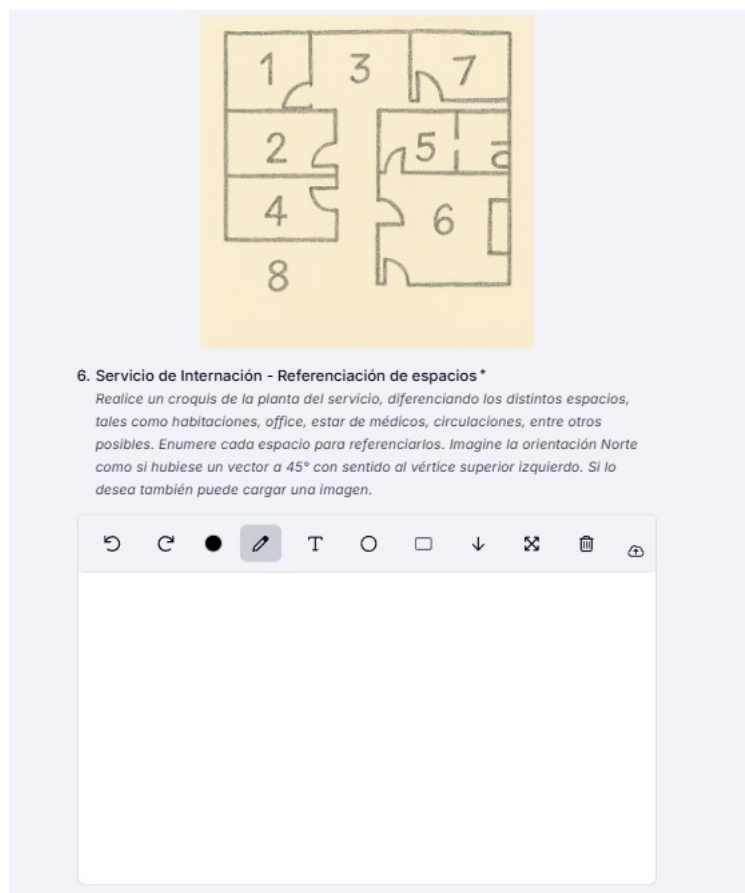 1 3 7
2 5
4 6
8
6. Servicio de Internación - Referenciación de espacios *
Realice un croquis de la planta del servicio, diferenciando los distintos espacios,
tales como habitaciones, office, estar de médicos, circulaciones, entre otros
posibles. Enumere cada espacio para referenciarlos. Imagine la orientación Norte
como si hubiese un vector a 45° con sentido al vértice superior izquierdo. Si lo
desea también puede cargar una imagen.
T